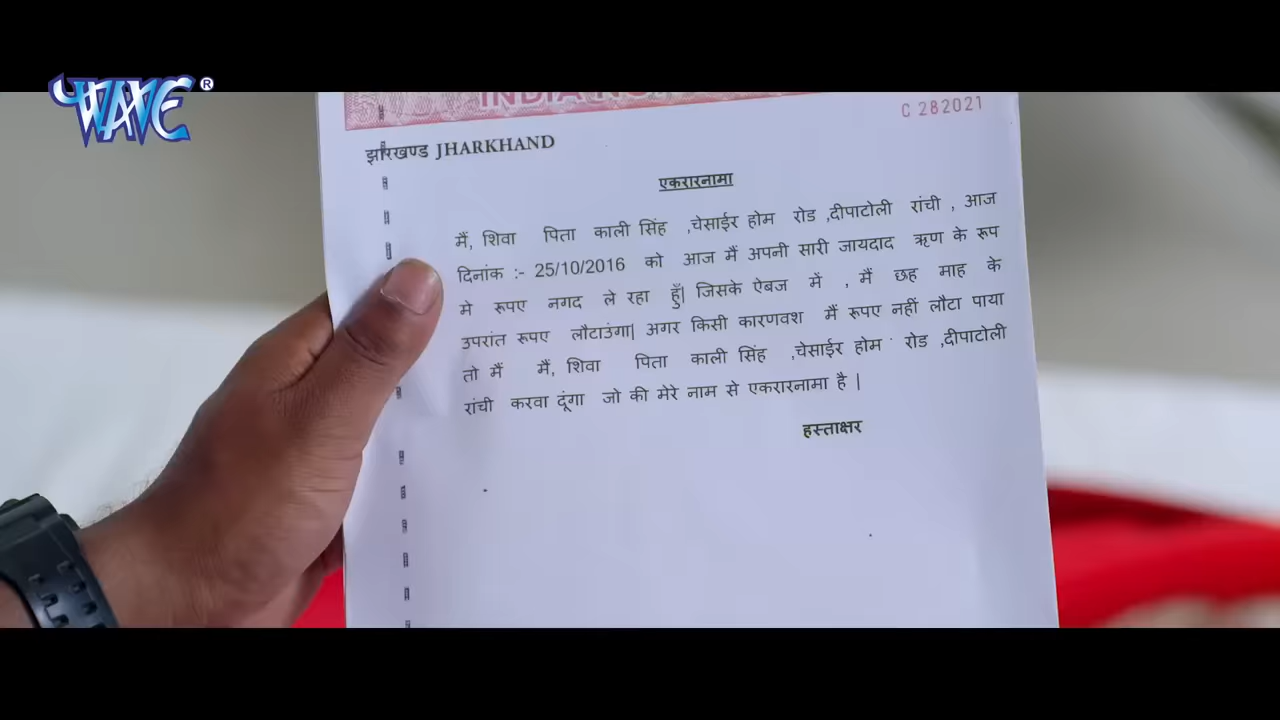 WAVE ®
INDIA NO
C 282021
झारखण्ड JHARKHAND
एकरारनामा
मैं, शिवा पिता काली सिंह ,चेसाईर होम रोड ,दीपाटोली रांची , आज
दिनांक :- 25/10/2016 को आज मैं अपनी सारी जायदाद ऋण के रूप
मे रूपए नगद ले रहा हूँ| जिसके ऐबज में , मैं छह माह के
उपरांत रूपए लौटाउंगा| अगर किसी कारणवश मैं रूपए नहीं लौटा पाया
तो मैं मैं, शिवा पिता काली सिंह ,चेसाईर होम रोड ,दीपाटोली
रांची करवा दूंगा जो की मेरे नाम से एकरारनामा है |
हस्ताक्षर